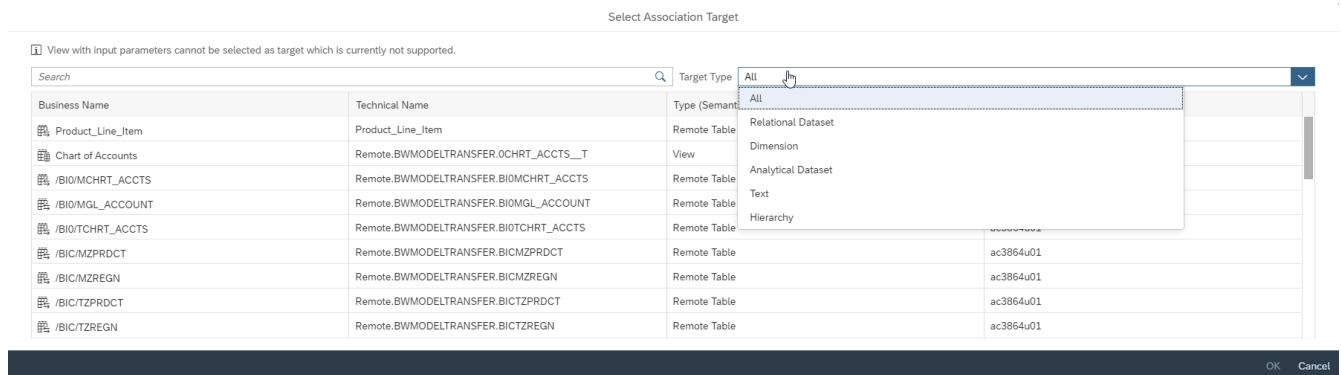 Select Association Target
i View with input parameters cannot be selected as target which is currently not supported.
Search Target Type All
Business Name Technical Name Type (Semant
All
Relational Dataset
Dimension
Analytical Dataset
Text
Hierarchy
Product_Line_Item Product_Line_Item Remote Table
Chart of Accounts Remote.BWMODELTRANSFER.0CHRT_ACCTS__T View
/BI0/MCHRT_ACCTS Remote.BWMODELTRANSFER.BI0MCHRT_ACCTS Remote Table
/BI0/MGL_ACCOUNT Remote.BWMODELTRANSFER.BI0MGL_ACCOUNT Remote Table
/BI0/TCHRT_ACCTS Remote.BWMODELTRANSFER.BI0TCHRT_ACCTS Remote Table
/BIC/MZPRDCT Remote.BWMODELTRANSFER.BICMZPRDCT Remote Table ac3864u01
/BIC/MZREGN Remote.BWMODELTRANSFER.BICMZREGN Remote Table ac3864u01
/BIC/TZPRDCT Remote.BWMODELTRANSFER.BICTZPRDCT Remote Table ac3864u01
/BIC/TZREGN Remote.BWMODELTRANSFER.BICTZREGN Remote Table ac3864u01
OK Cancel